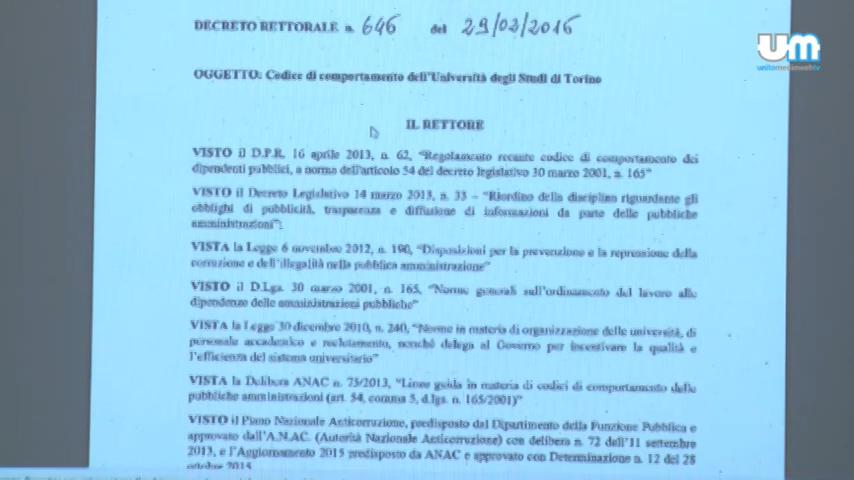 DECRETO RETTORALE n. 646 del 29/02/2016
um
unitomediawebtv
OGGETTO: Codice di comportamento dell'Università degli Studi di Torino
IL RETTORE
VISTO il D.P.R. 16 aprile 2013, n. 62, "Regolamento recante codice di comportamento dei
dipendenti pubblici, a norma dell'articolo 54 del decreto legislativo 30 marzo 2001, n. 165"
VISTO il Decreto Legislativo 14 marzo 2013, n. 33 – "Riordino della disciplina riguardante gli
obblighi di pubblicità, trasparenza e diffusione di informazioni da parte delle pubbliche
amministrazioni";
VISTA la Legge 6 novembre 2012, n. 190, "Disposizioni per la prevenzione e la repressione della
corruzione e dell'illegalità nella pubblica amministrazione"
VISTO il D.Lgs. 30 marzo 2001, n. 165, "Norme generali sull'ordinamento del lavoro alle
dipendenze delle amministrazioni pubbliche"
VISTA la Legge 30 dicembre 2010, n. 240, "Norme in materia di organizzazione delle università, di
personale accademico e reclutamento, nonché delega al Governo per incentivare la qualità e
l'efficienza del sistema universitario"
VISTA la Delibera ANAC n. 75/2013, "Linee guida in materia di codici di comportamento delle
pubbliche amministrazioni (art. 54, comma 5, d.lgs. n. 165/2001)"
VISTO il Piano Nazionale Anticorruzione, predisposto dal Dipartimento della Funzione Pubblica e
approvato dall'A.NA.C. (Autorità Nazionale Anticorruzione) con delibera n. 72 dell'11 settembre
2013, e l'Aggiornamento 2015 predisposto da ANAC e approvato con Determinazione n. 12 del 28
ottobre 2015